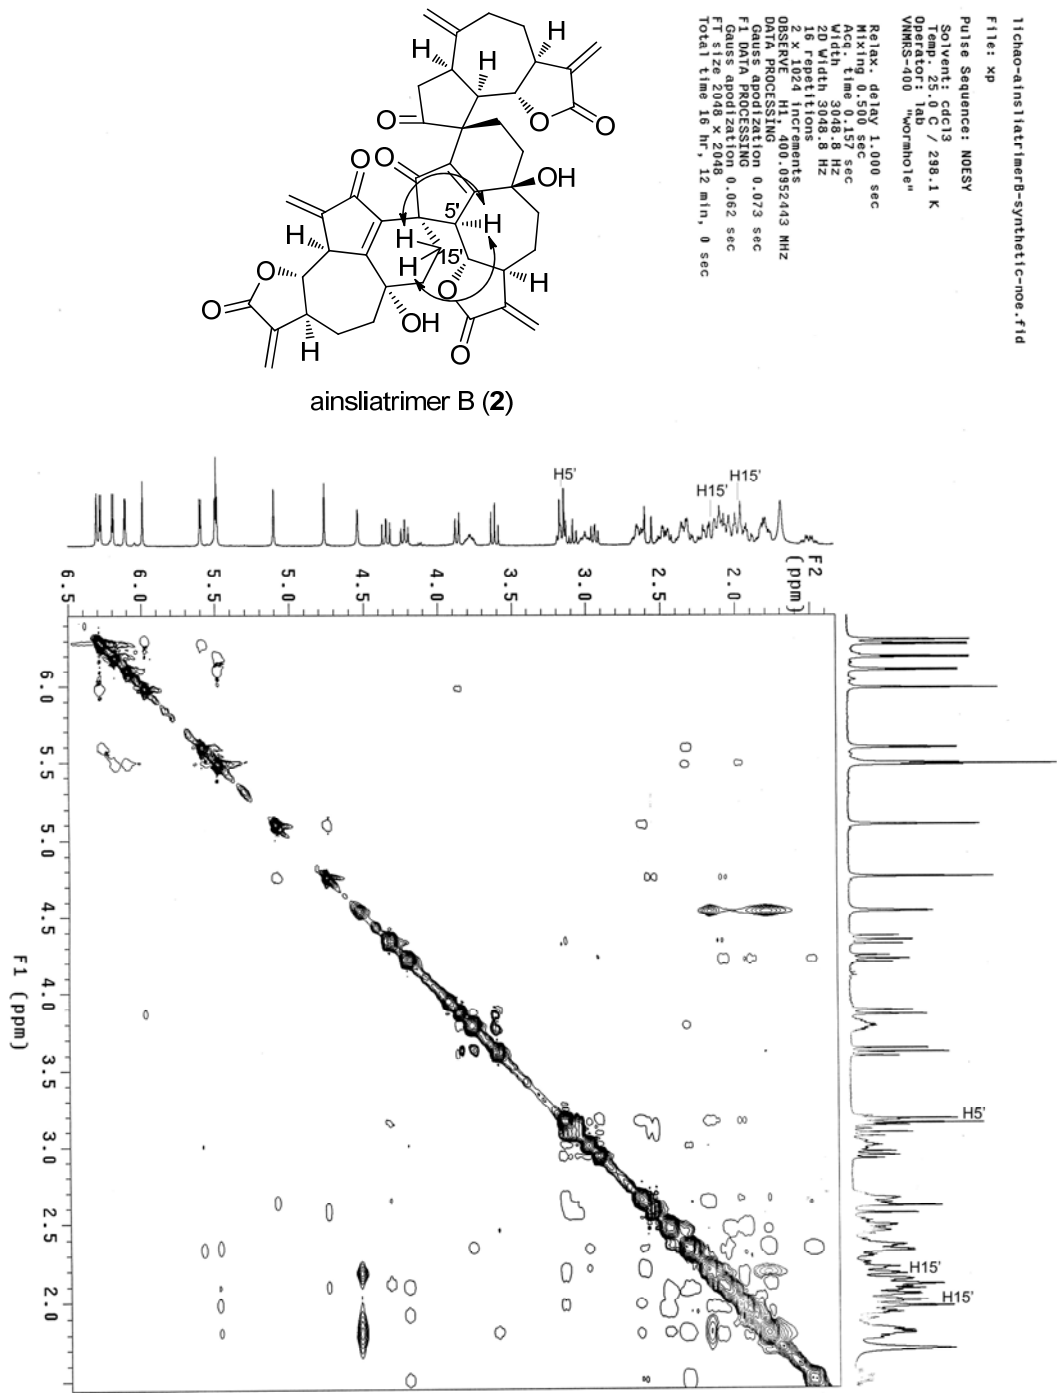 lichao-ainsliatrimerB-synthetic-noe.fid
File: xp
Pulse Sequence: NOESY
Solvent: cdcl3
Temp. 25.0 C / 298.1 K
Operator: lab
VNMRS-400 "wormhole"
Relax. delay 1.000 sec
Mixing 0.500 sec
Acq. time 0.157 sec
Width 3048.8 Hz
2D Width 3048.8 Hz
16 repetitions
2 x 1024 increments
OBSERVE H1, 400.0952443 MHz
DATA PROCESSING
Gauss apodization 0.073 sec
F1 DATA PROCESSING
Gauss apodization 0.062 sec
FT size 2048 x 2048
Total time 16 hr, 12 min, 0 sec
H
H
H
O
O
O
O
O
OH
5'
H
H
H
15'
H
O
O
O
H
OH
O
H
ainsliatrimer B (2)
H5'
H15'
H15'
F2
(ppm)
6.5
6.0
5.5
5.0
4.5
4.0
3.5
3.0
2.5
2.0
6.0
5.5
5.0
4.5
4.0
3.5
3.0
2.5
2.0
F1 (ppm)
H5'
H15'
H15'